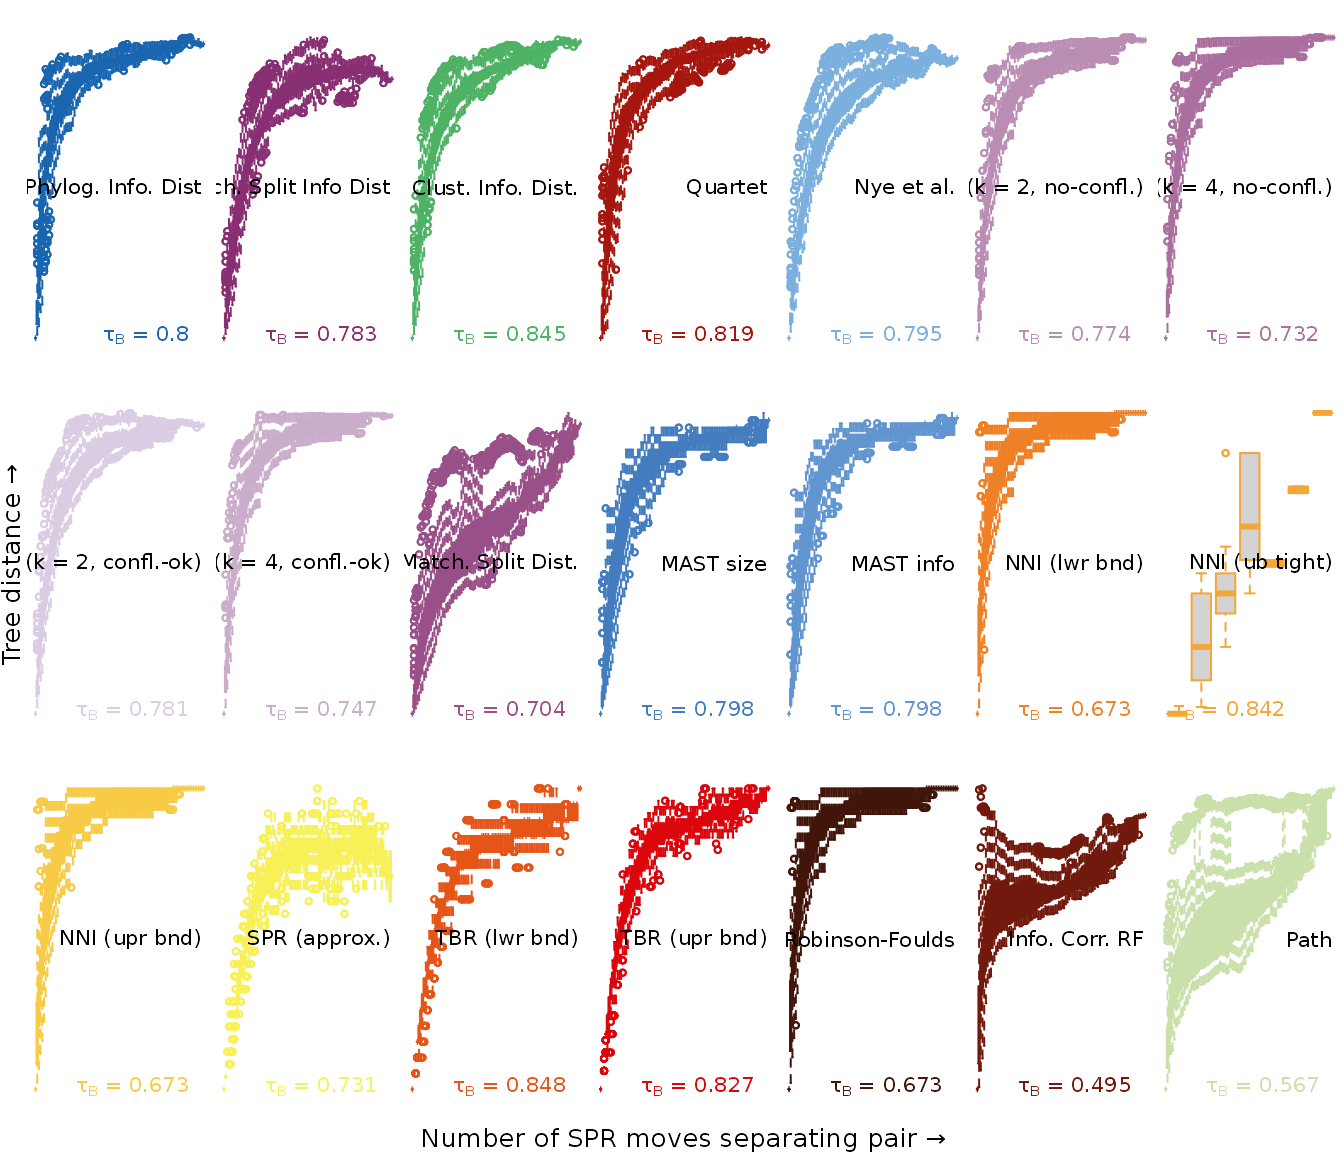 Phylog. Info. Dist
ch. Split Info Dist
Clust. Info. Dist.
Quartet
Nye et al.
(k = 2, no-confl.)
(k = 4, no-confl.)
τB = 0.8
τB = 0.783
τB = 0.845
τB = 0.819
τB = 0.795
τB = 0.774
τB = 0.732
Tree distance →
(k = 2, confl.-ok)
(k = 4, confl.-ok)
Match. Split Dist.
MAST size
MAST info
NNI (lwr bnd)
NNI (ub tight)
τB = 0.781
τB = 0.747
τB = 0.704
τB = 0.798
τB = 0.798
τB = 0.673
τB = 0.842
NNI (upr bnd)
SPR (approx.)
TBR (lwr bnd)
TBR (upr bnd)
Robinson-Foulds
Info. Corr. RF
Path
τB = 0.673
τB = 0.731
τB = 0.848
τB = 0.827
τB = 0.673
τB = 0.495
τB = 0.567
Number of SPR moves separating pair →